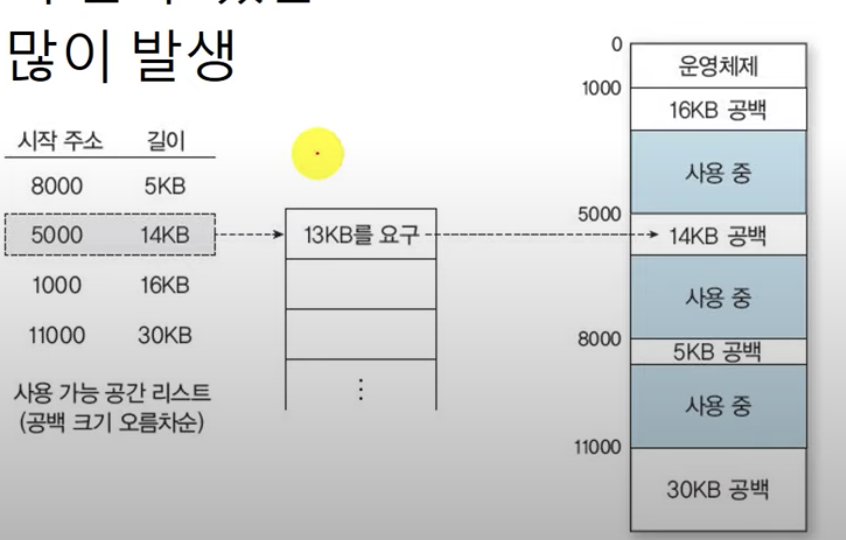 많이 발생
시작 주소 길이
8000 5KB
5000 14KB
1000 16KB
11000 30KB
사용 가능 공간 리스트
(공백 크기 오름차순)
13KB를 요구
⋮
0
운영체제
1000
16KB 공백
사용 중
5000
14KB 공백
사용 중
8000
5KB 공백
사용 중
11000
30KB 공백